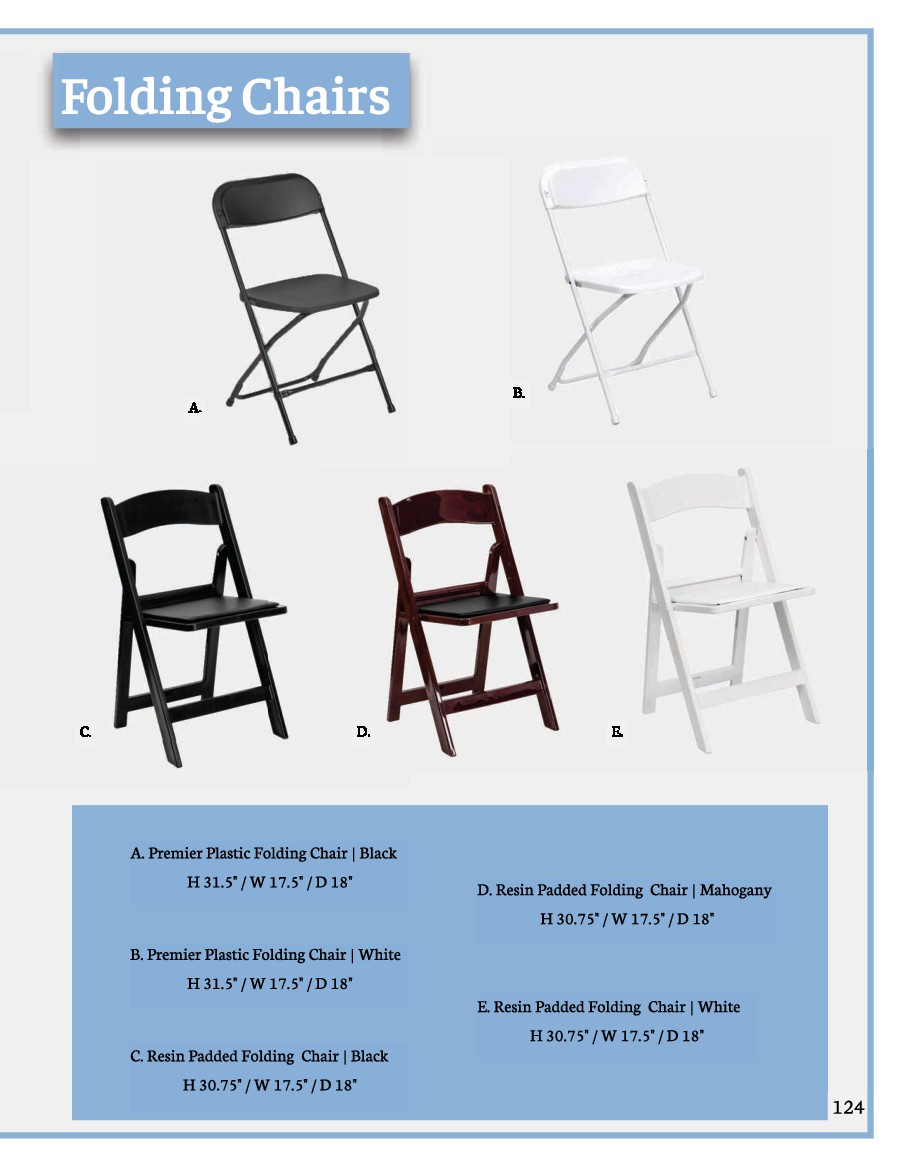 Folding Chairs
A.
B.
C.
D.
E.
A. Premier Plastic Folding Chair | Black
H 31.5" / W 17.5" / D 18"
B. Premier Plastic Folding Chair | White
H 31.5" / W 17.5" / D 18"
C. Resin Padded Folding Chair | Black
H 30.75" / W 17.5" / D 18"
D. Resin Padded Folding Chair | Mahogany
H 30.75" / W 17.5" / D 18"
E. Resin Padded Folding Chair | White
H 30.75" / W 17.5" / D 18"
124